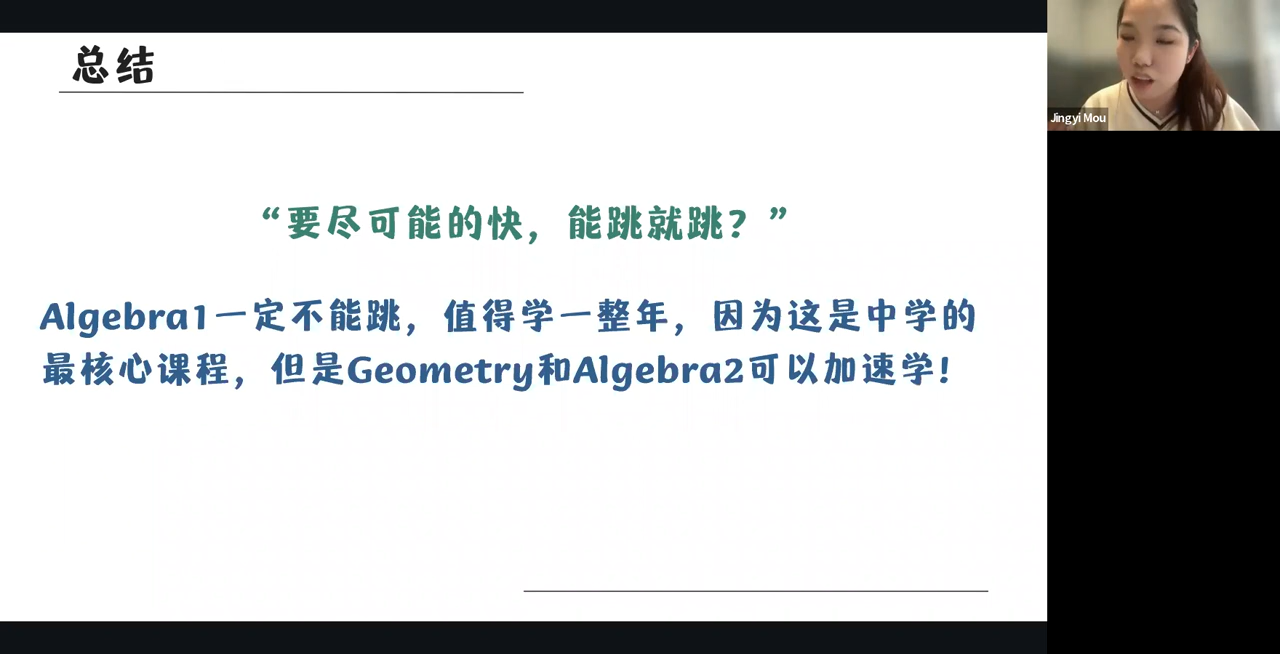 总结
“要尽可能的快，能跳就跳？”
Algebra1一定不能跳，值得学一整年，因为这是中学的
最核心课程，但是Geometry和Algebra2可以加速学！
Jingyi Mou